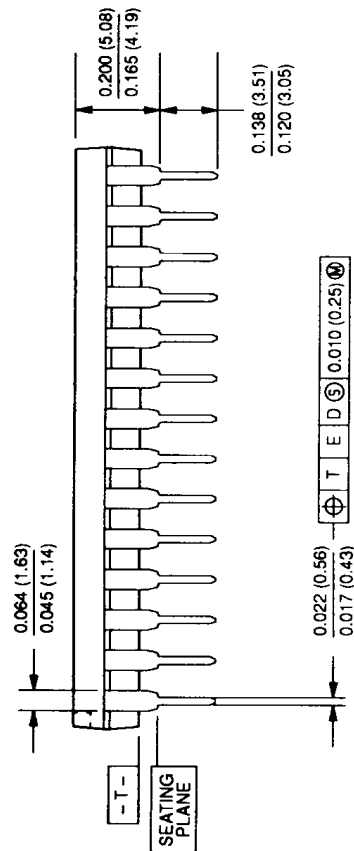 0.200 (5.08)
0.165 (4.19)
0.138 (3.51)
0.120 (3.05)
0.064 (1.63)
0.045 (1.14)
⌖ T E D Ⓢ 0.010 (0.25) Ⓜ
0.022 (0.56)
0.017 (0.43)
- T -
SEATING
PLANE